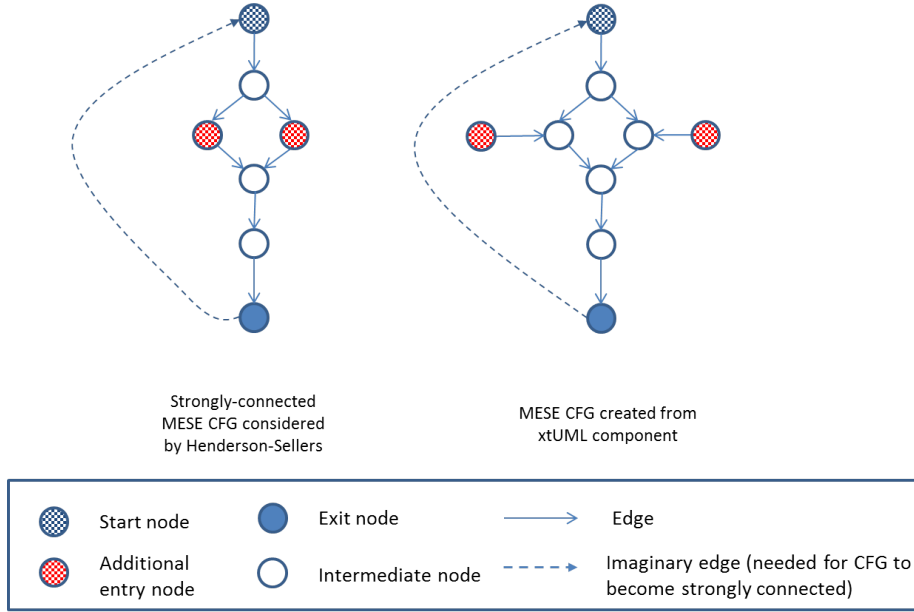 Strongly-connected
MESE CFG considered
by Henderson-Sellers
MESE CFG created from
xtUML component
Start node
Exit node
Edge
Additional
entry node
Intermediate node
Imaginary edge (needed for CFG to
become strongly connected)